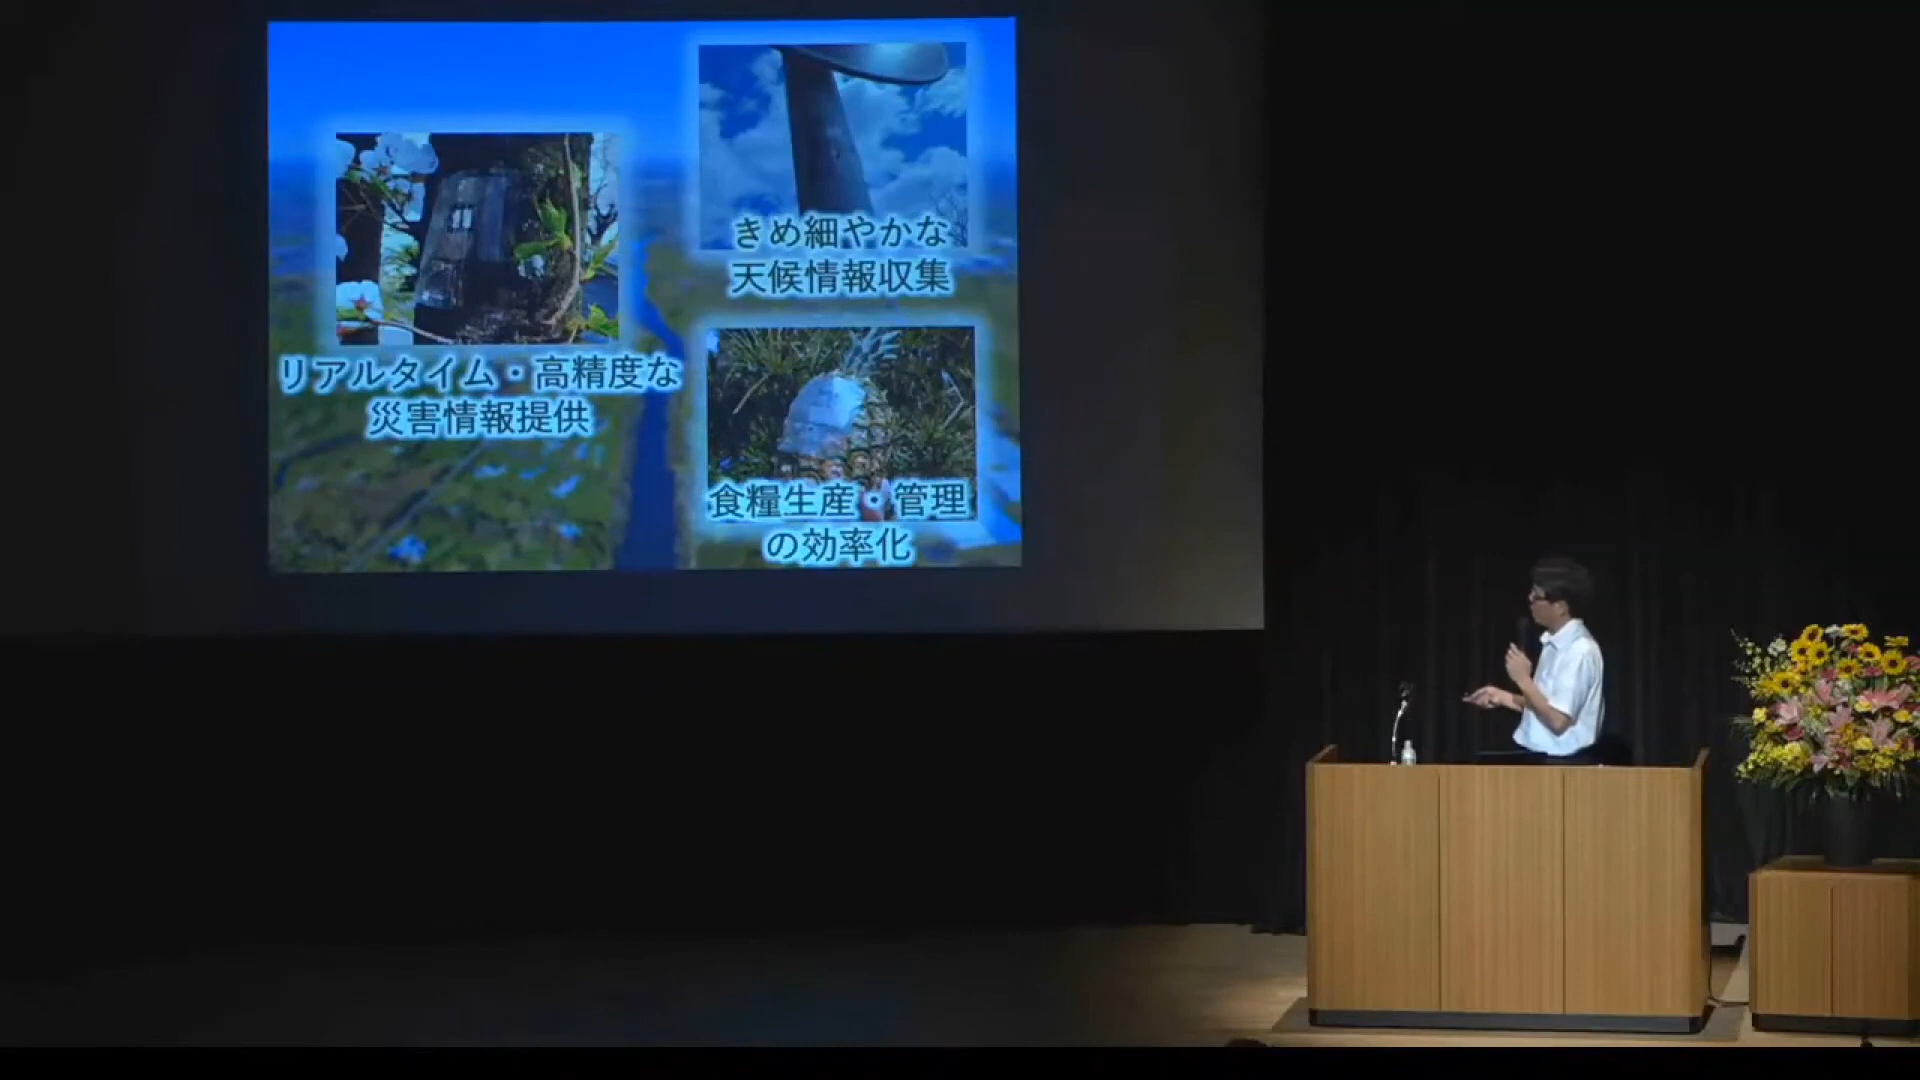 リアルタイム・高精度な
災害情報提供
きめ細やかな
天候情報収集
食糧生産・管理
の効率化